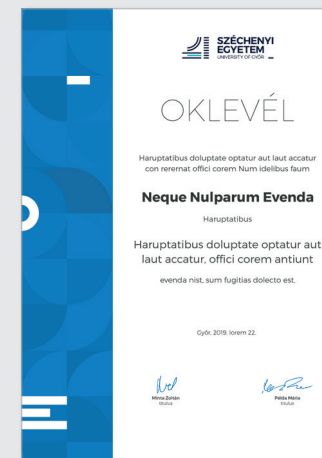 SZÉCHENYI
EGYETEM
UNIVERSITY OF GYŐR
OKLEVÉL
Haruptatibus doluptate optatur aut laut accatur
con rerernat offici corem Num idelibus faum
Neque Nulparum Evenda
Haruptatibus
Haruptatibus doluptate optatur aut
laut accatur, offici corem antiunt
evenda nist, sum fugitias dolecto est.
Győr, 2019. lorem 22.
Minta Zoltán
titulus
Példa Mária
titulus